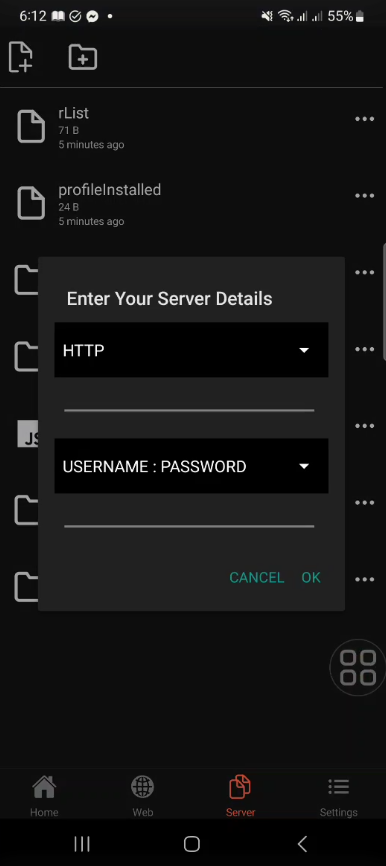 6:12 55%
rList
71 B
5 minutes ago
profileInstalled
24 B
5 minutes ago
Enter Your Server Details
HTTP
JS
USERNAME : PASSWORD
CANCEL OK
Home Web Server Settings